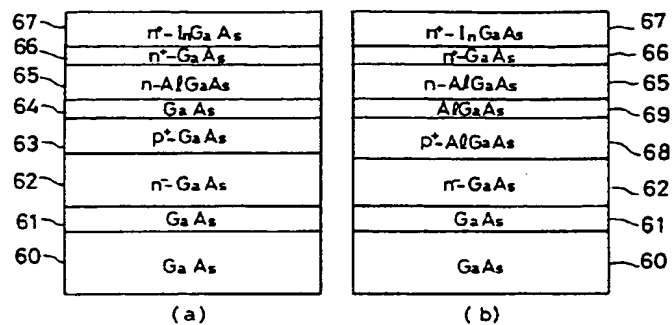 67 n⁺-InGaAs n⁺-InGaAs 67
66 n⁺-GaAs n⁺-GaAs 66
65 n-AlGaAs n-AlGaAs 65
64 GaAs AlGaAs 69
63 p⁺-GaAs p⁺-AlGaAs 68
62 n⁻-GaAs n⁻-GaAs 62
61 GaAs GaAs 61
60 GaAs GaAs 60
(a) (b)